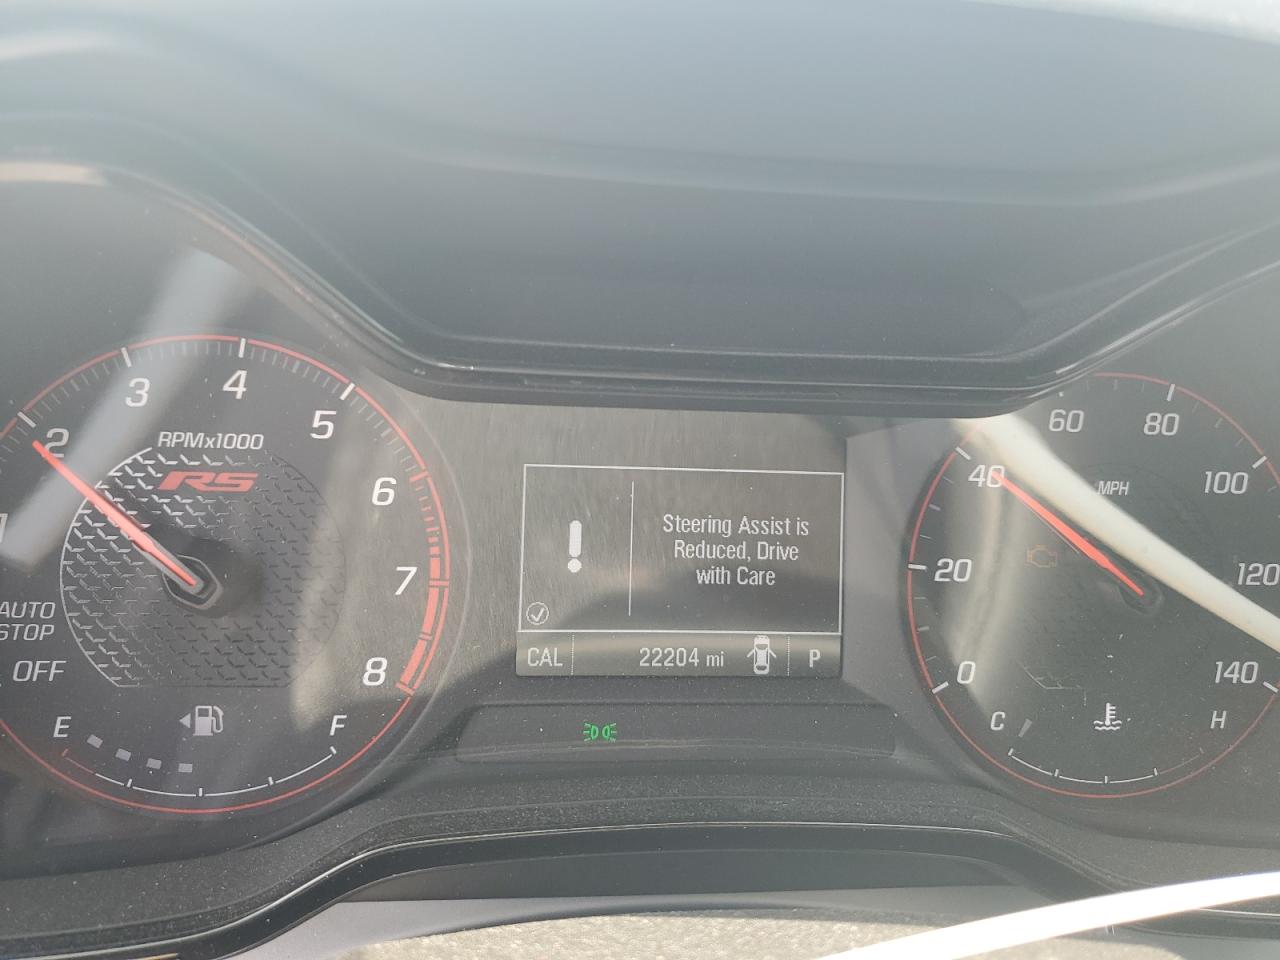 1
2
3
4
5
6
7
8
RPMx1000
RS
AUTO
STOP
OFF
E
F
Steering Assist is
Reduced, Drive
with Care
CAL
22204 mi
P
0
20
40
60
80
100
120
140
MPH
C
H